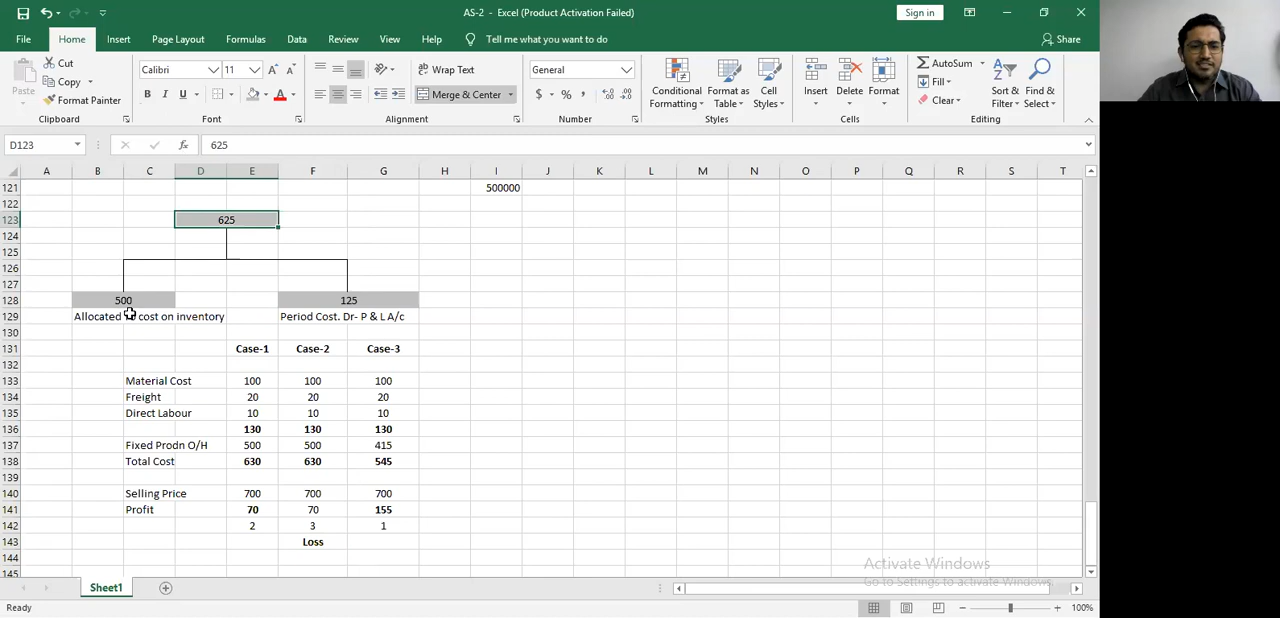 AS-2 - Excel (Product Activation Failed)
Sign in
File Home Insert Page Layout Formulas Data Review View Help Tell me what you want to do Share
Paste
Cut
Copy
Format Painter
Clipboard
Calibri 11 A A
B I U A
Font
Wrap Text
Merge & Center
Alignment
General
$ % ,
Number
Conditional Formatting
Format as Table
Cell Styles
Styles
Insert Delete Format
Cells
AutoSum
Fill
Clear
Sort & Filter
Find & Select
Editing
D123 fx 625
A B C D E F G H I J K L M N O P Q R S T
121 500000
122
123 625
124
125
126
127
128 500 125
129 Allocated cost on inventory Period Cost. Dr- P & L A/c
130
131 Case-1 Case-2 Case-3
132
133 Material Cost 100 100 100
134 Freight 20 20 20
135 Direct Labour 10 10 10
136 130 130 130
137 Fixed Prodn O/H 500 500 415
138 Total Cost 630 630 545
139
140 Selling Price 700 700 700
141 Profit 70 70 155
142 2 3 1
143 Loss
144
145
Activate Windows
Go to Settings to activate Windows.
Sheet1
Ready 100%